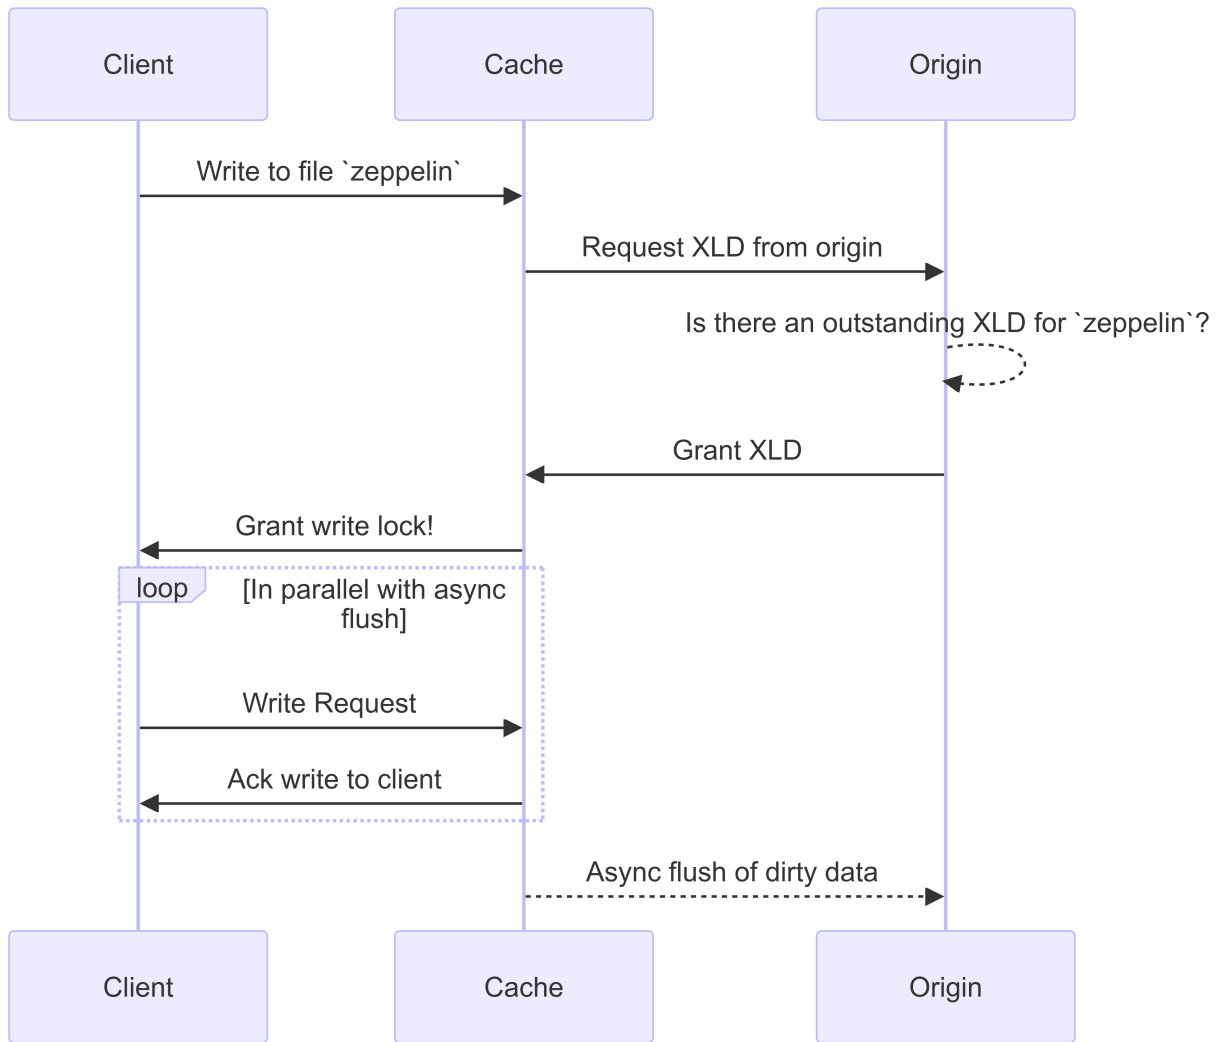 Client
Cache
Origin
Write to file `zeppelin`
Request XLD from origin
Is there an outstanding XLD for `zeppelin`?
Grant XLD
Grant write lock!
loop
[In parallel with async
flush]
Write Request
Ack write to client
Async flush of dirty data
Client
Cache
Origin